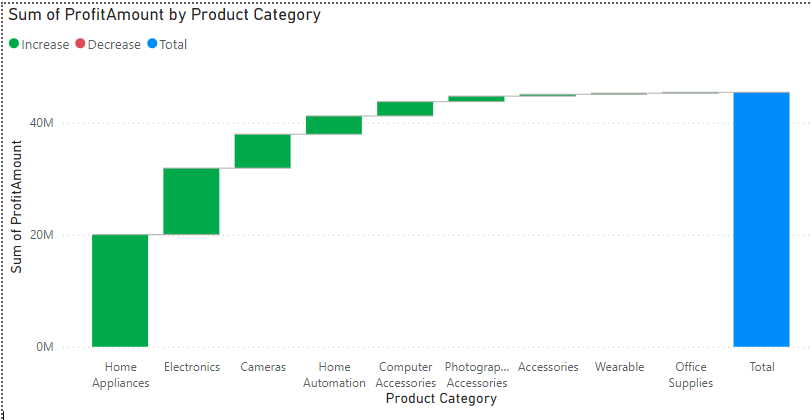 Sum of ProfitAmount by Product Category
Increase Decrease Total
Sum of ProfitAmount
40M
20M
0M
Home Appliances
Electronics
Cameras
Home Automation
Computer Accessories
Photograp... Accessories
Accessories
Wearable
Office Supplies
Total
Product Category